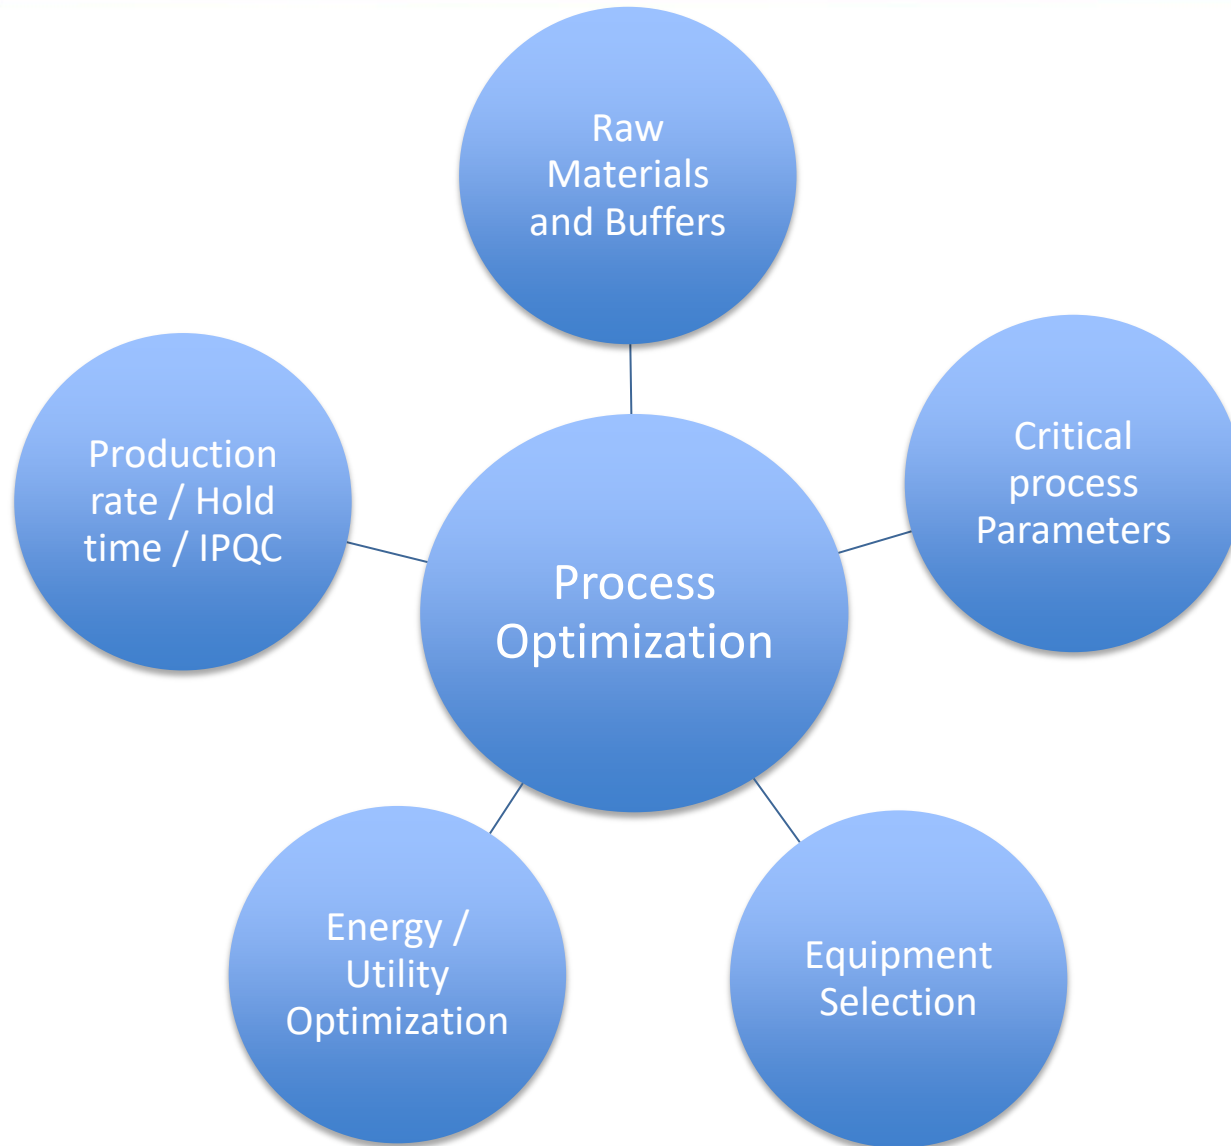 Raw
Materials
and Buffers
Critical
process
Parameters
Production
rate / Hold
time / IPQC
Process
Optimization
Energy /
Utility
Optimization
Equipment
Selection